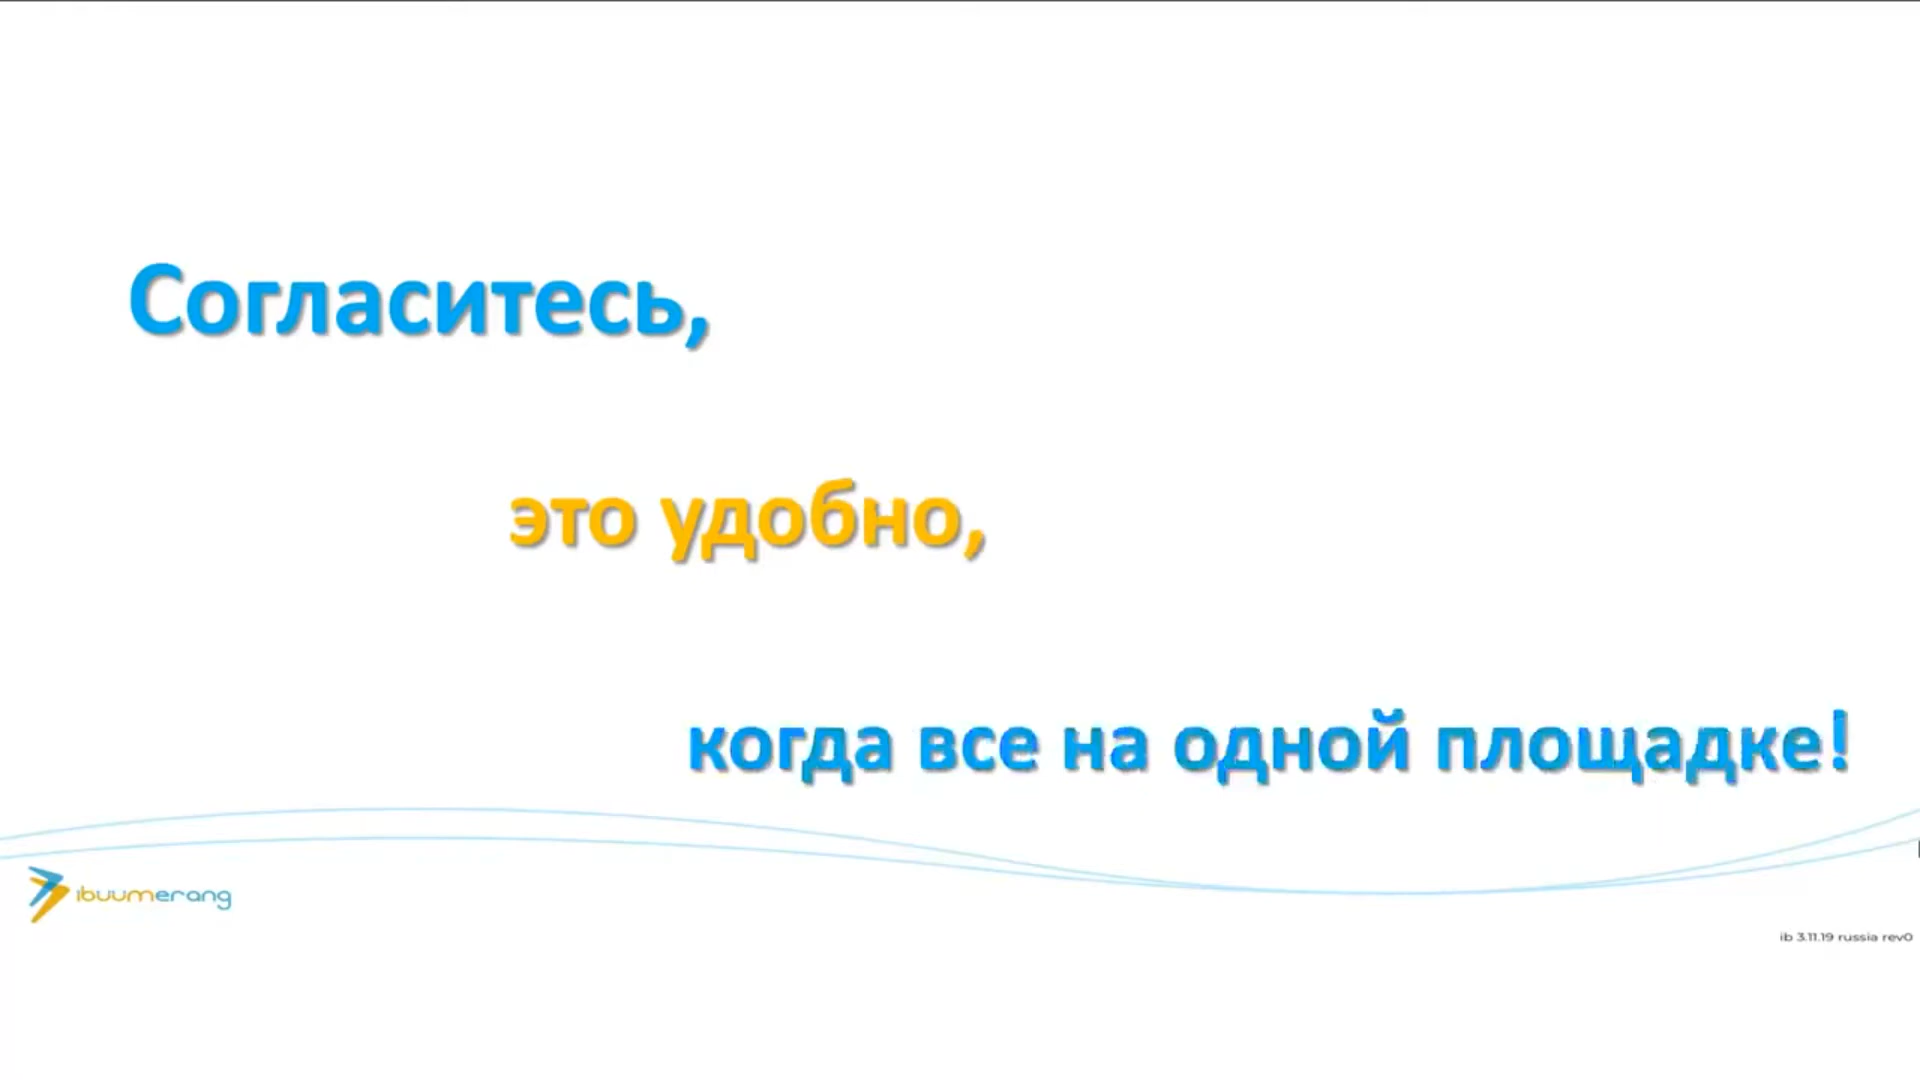 Согласитесь,
это удобно,
когда все на одной площадке!
ibuumerang
ib 3.11.19 russia rev0